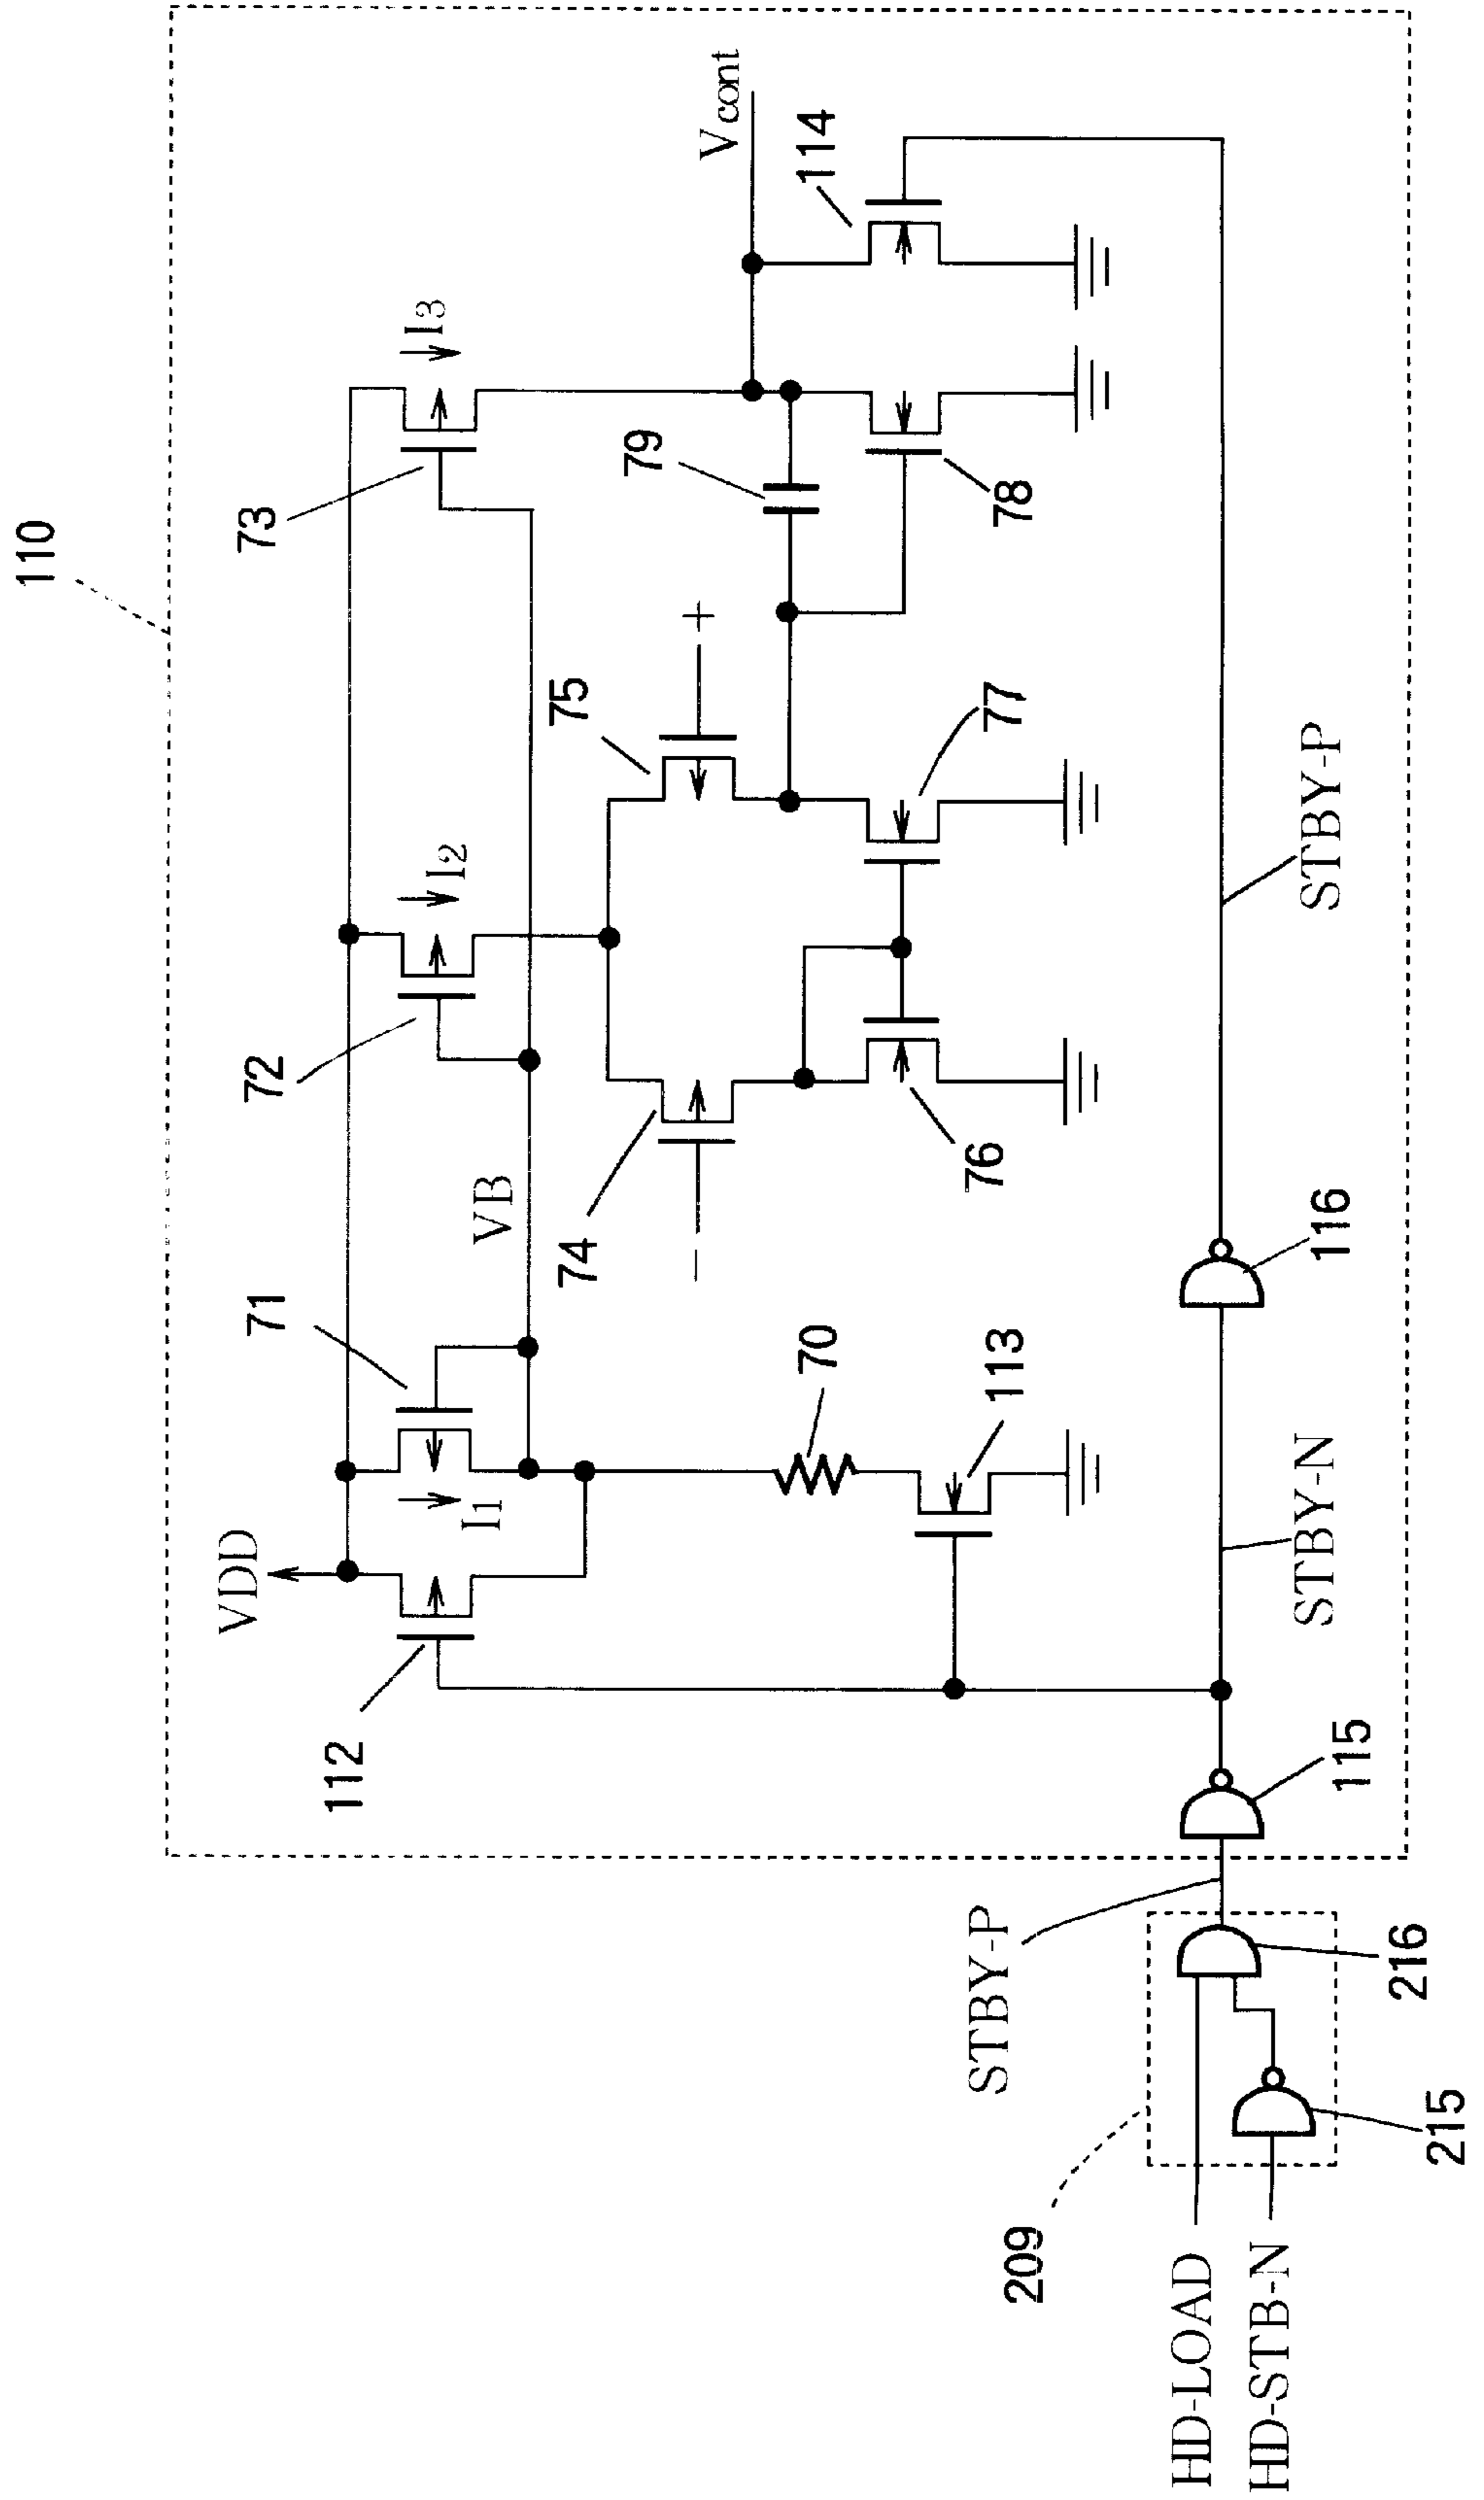 110
Vcont
114
I3
73
79
78
+
75
77
I2
72
VB
74
−
76
71
70
113
I1
VDD
112
STBY-P
116
STBY-N
115
STBY-P
216
215
209
HD-LOAD
HD-STB-N